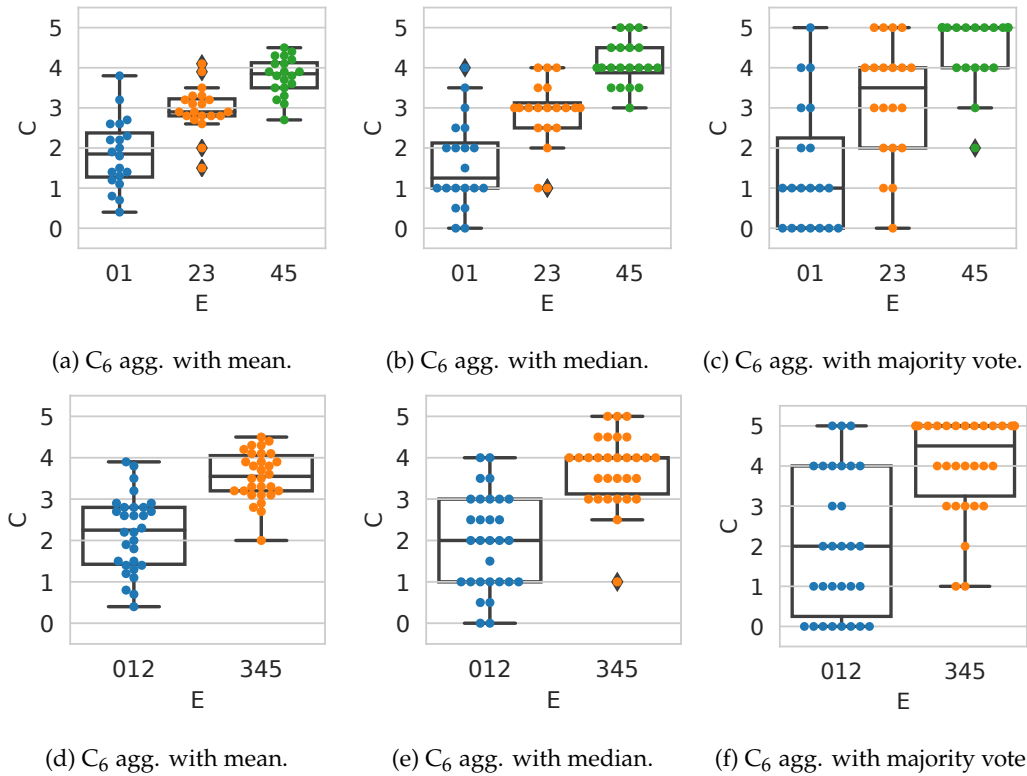 5
4
3
2
1
0
C
01 23 45
E
5
4
3
2
1
0
C
01 23 45
E
5
4
3
2
1
0
C
01 23 45
E
(a) C₆ agg. with mean.
(b) C₆ agg. with median.
(c) C₆ agg. with majority vote.
5
4
3
2
1
0
C
012 345
E
5
4
3
2
1
0
C
012 345
E
5
4
3
2
1
0
C
012 345
E
(d) C₆ agg. with mean.
(e) C₆ agg. with median.
(f) C₆ agg. with majority vote